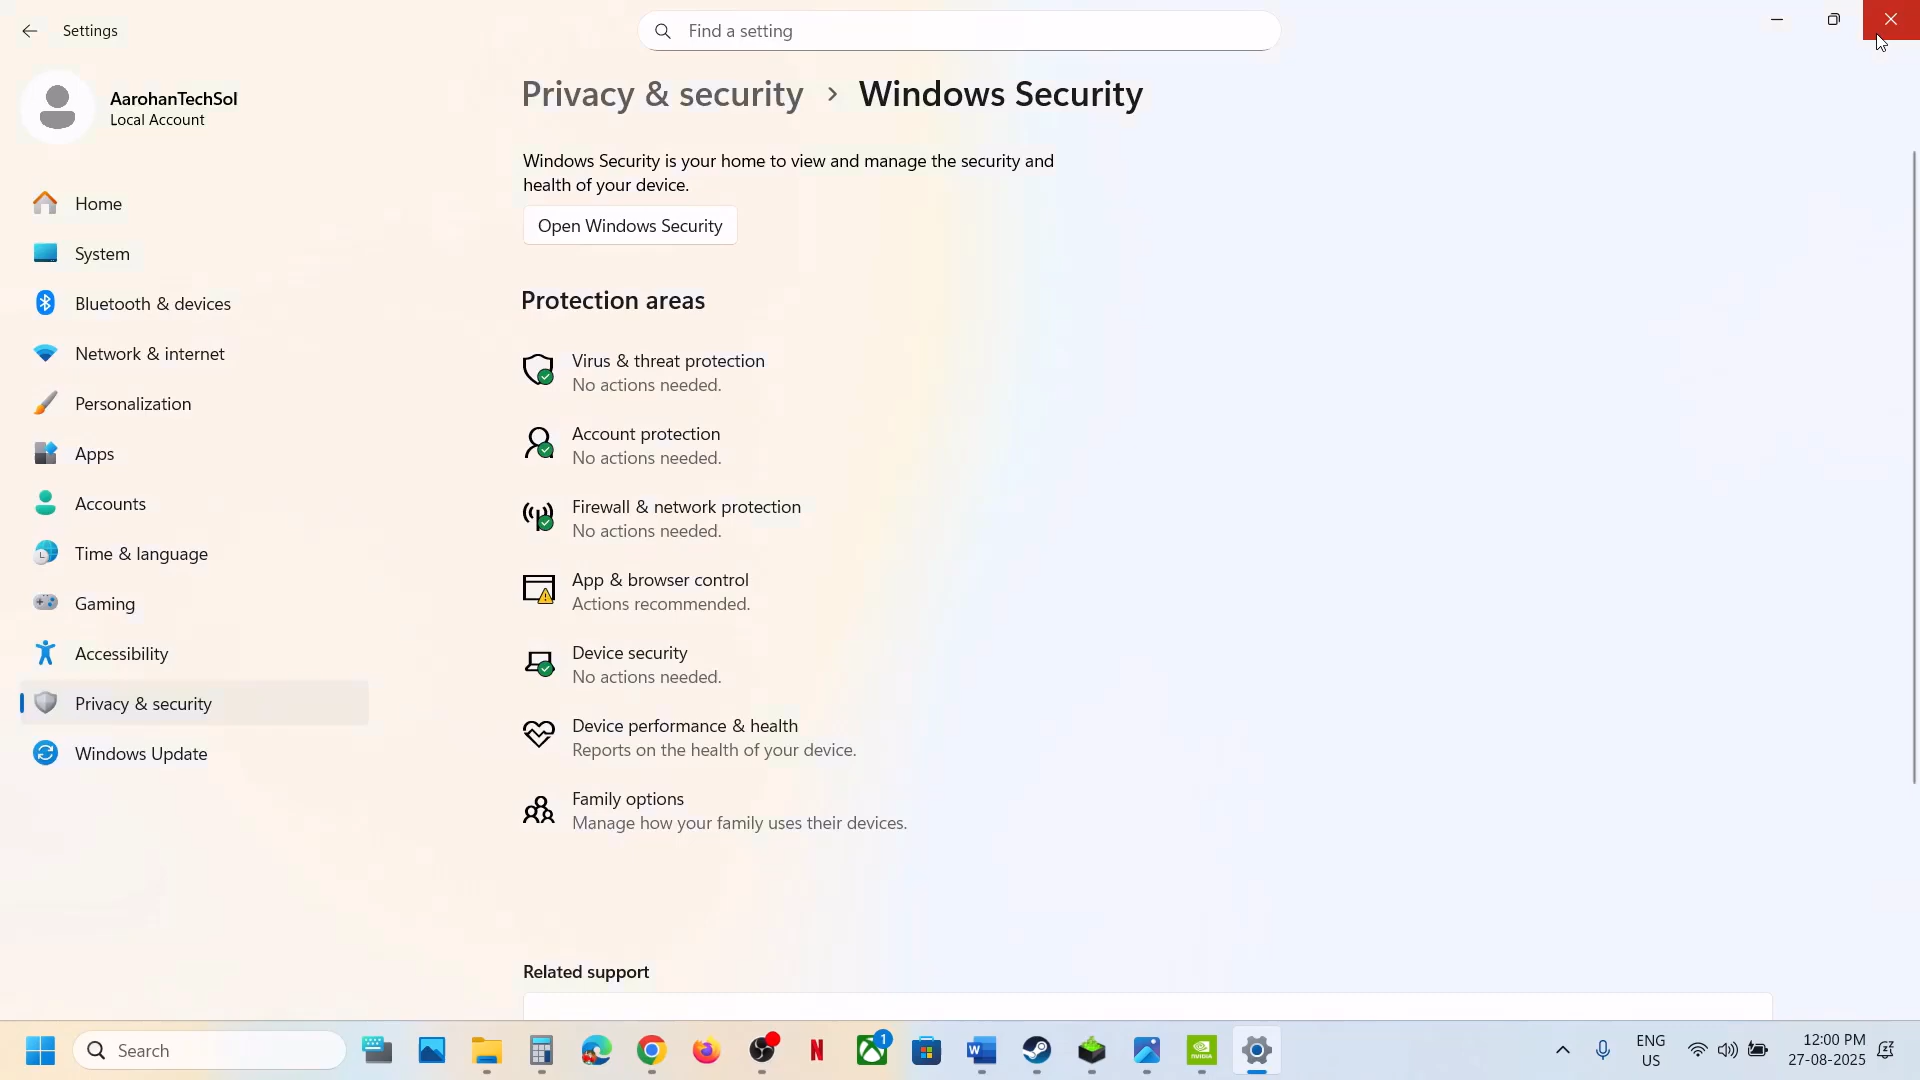 Settings
Find a setting
AarohanTechSol
Local Account
Home
System
Bluetooth & devices
Network & internet
Personalization
Apps
Accounts
Time & language
Gaming
Accessibility
Privacy & security
Windows Update
Privacy & security > Windows Security
Windows Security is your home to view and manage the security and
health of your device.
Open Windows Security
Protection areas
Virus & threat protection
No actions needed.
Account protection
No actions needed.
Firewall & network protection
No actions needed.
App & browser control
Actions recommended.
Device security
No actions needed.
Device performance & health
Reports on the health of your device.
Family options
Manage how your family uses their devices.
Related support
Search
1
ENG
US
12:00 PM
27-08-2025